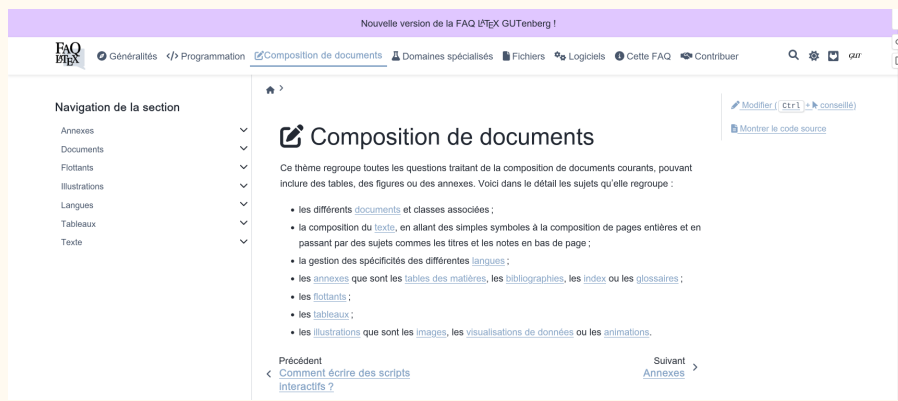 Nouvelle version de la FAQ LATEX GUTenberg !
FAQ
LATEX
Généralités
Programmation
Composition de documents
Domaines spécialisés
Fichiers
Logiciels
Cette FAQ
Contribuer
GUT
Navigation de la section
Annexes
Documents
Flottants
Illustrations
Langues
Tableaux
Texte
Composition de documents
Ce thème regroupe toutes les questions traitant de la composition de documents courants, pouvant
inclure des tables, des figures ou des annexes. Voici dans le détail les sujets qu’elle regroupe :
• les différents documents et classes associées ;
• la composition du texte, en allant des simples symboles à la composition de pages entières et en
passant par des sujets comme les titres et les notes en bas de page ;
• la gestion des spécificités des différentes langues ;
• les annexes que sont les tables des matières, les bibliographies, les index ou les glossaires ;
• les flottants ;
• les tableaux ;
• les illustrations que sont les images, les visualisations de données ou les animations.
Précédent
Comment écrire des scripts
interactifs ?
Suivant
Annexes
Modifier ( Ctrl + conseillé)
Montrer le code source